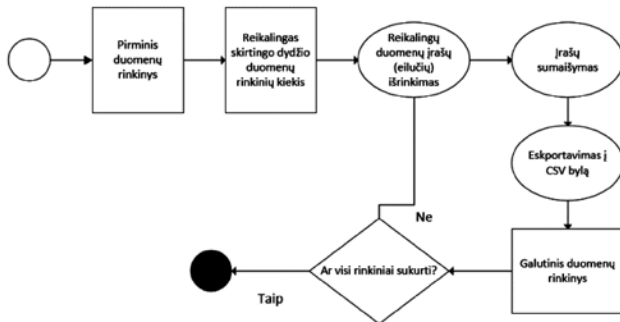 Pirminis
duomenų
rinkinys
Reikalingas
skirtingo dydžio
duomenų
rinkinių kiekis
Reikalingų
duomenų įrašų
(eilučių)
išrinkimas
Įrašų
sumaišymas
Eskportavimas į
CSV bylą
Galutinis duomenų
rinkinys
Ar visi rinkiniai sukurti?
Ne
Taip